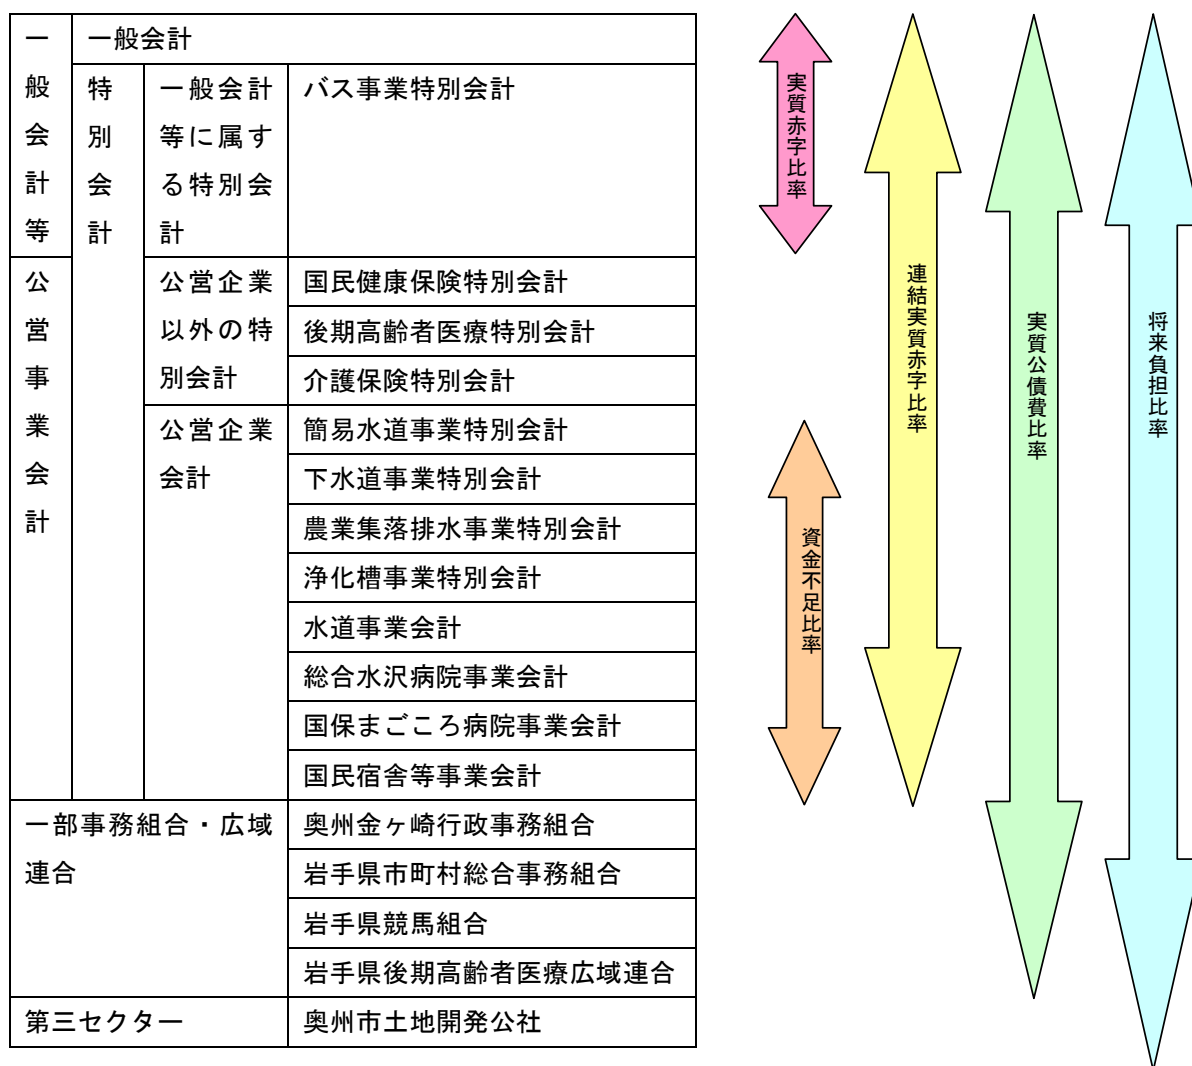 一般会計等
一般会計
特別会計
一般会計
等に属す
る特別会
計
バス事業特別会計
公営事業会計
公営企業
以外の特
別会計
国民健康保険特別会計
後期高齢者医療特別会計
介護保険特別会計
公営企業
会計
簡易水道事業特別会計
下水道事業特別会計
農業集落排水事業特別会計
浄化槽事業特別会計
水道事業会計
総合水沢病院事業会計
国保まごころ病院事業会計
国民宿舎等事業会計
一部事務組合・広域
連合
奥州金ヶ崎行政事務組合
岩手県市町村総合事務組合
岩手県競馬組合
岩手県後期高齢者医療広域連合
第三セクター
奥州市土地開発公社
実質赤字比率
資金不足比率
連結実質赤字比率
実質公債費比率
将来負担比率